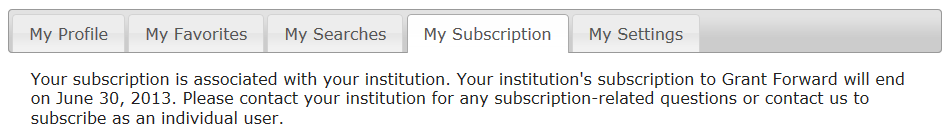 My Profile My Favorites My Searches My Subscription My Settings
Your subscription is associated with your institution. Your institution's subscription to Grant Forward will end
on June 30, 2013. Please contact your institution for any subscription-related questions or contact us to
subscribe as an individual user.